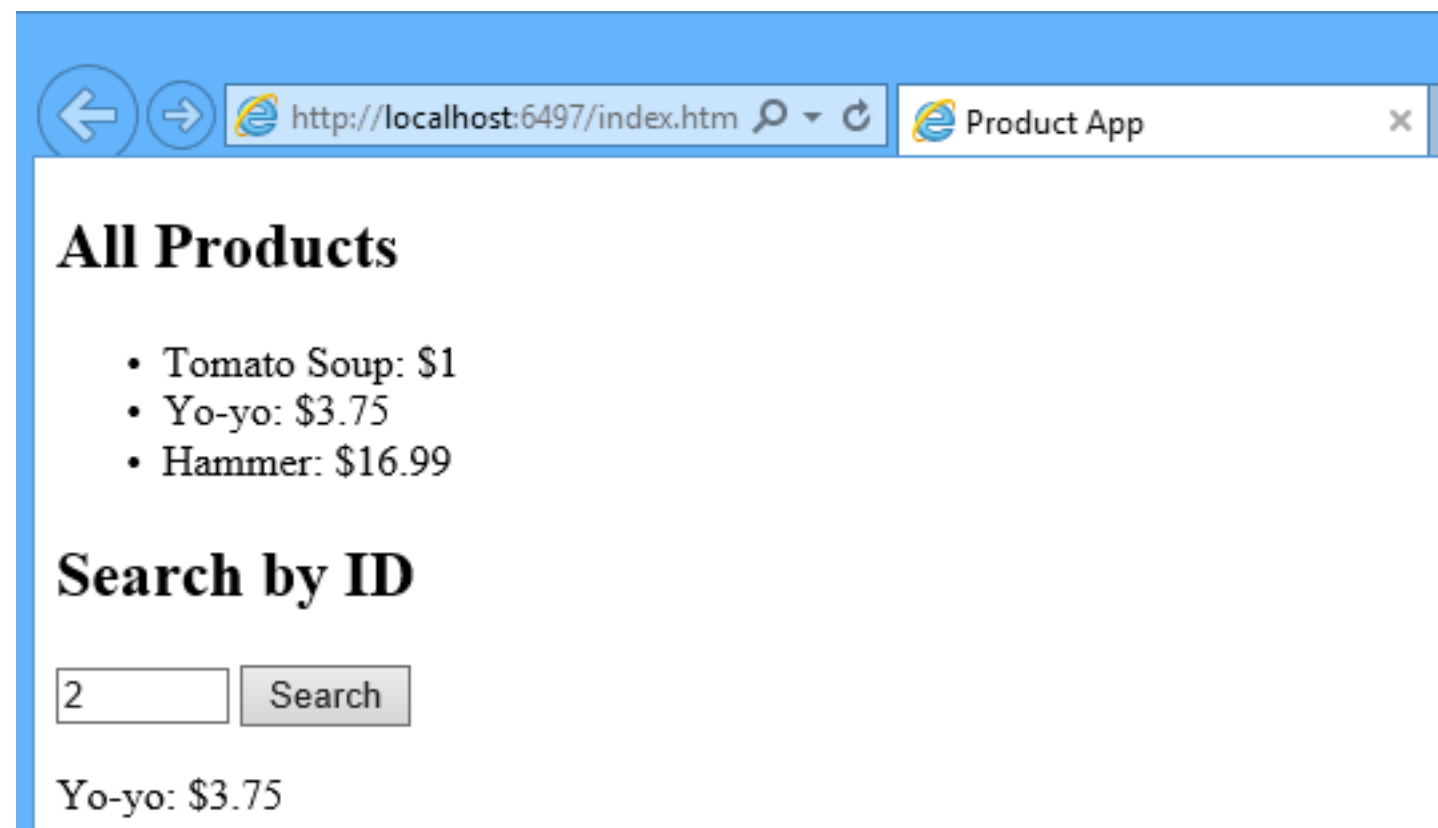 http://localhost:6497/index.htm
Product App
All Products
• Tomato Soup: $1
• Yo-yo: $3.75
• Hammer: $16.99
Search by ID
2 Search
Yo-yo: $3.75